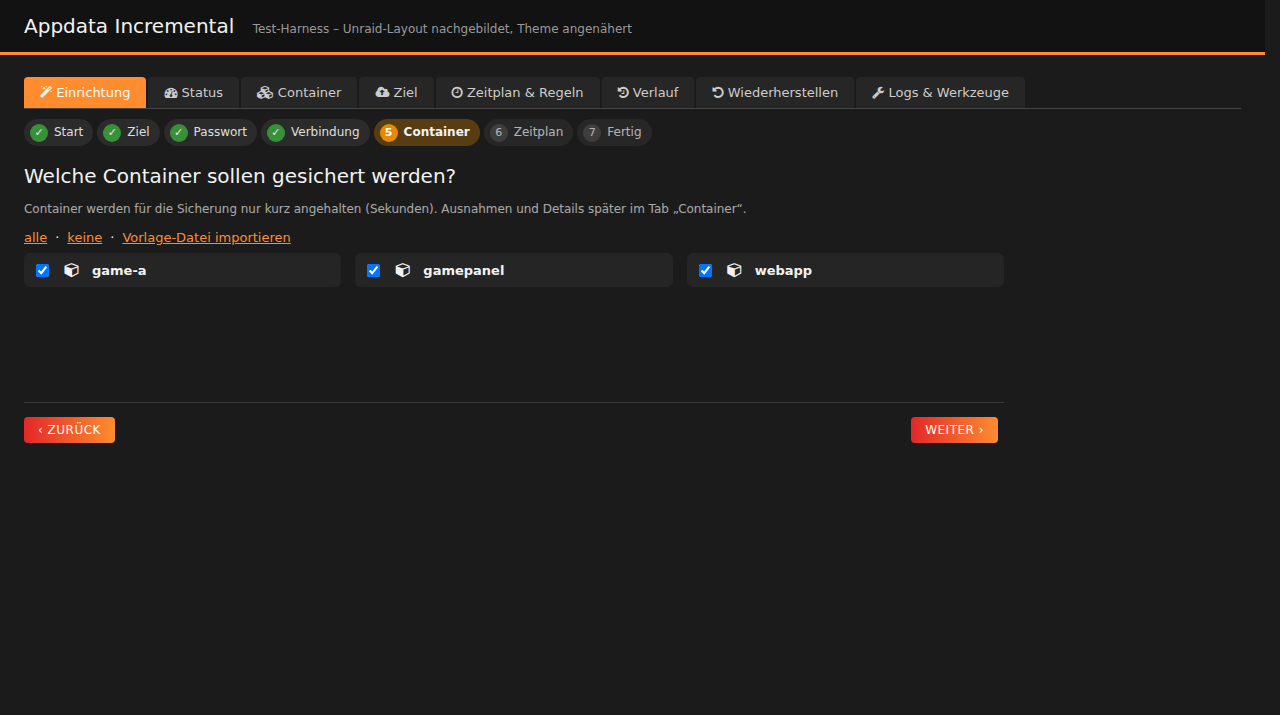 Appdata Incremental Test-Harness – Unraid-Layout nachgebildet, Theme angenähert
Einrichtung Status Container Ziel Zeitplan & Regeln Verlauf Wiederherstellen Logs & Werkzeuge
✓ Start ✓ Ziel ✓ Passwort ✓ Verbindung 5 Container 6 Zeitplan 7 Fertig
Welche Container sollen gesichert werden?
Container werden für die Sicherung nur kurz angehalten (Sekunden). Ausnahmen und Details später im Tab „Container“.
alle · keine · Vorlage-Datei importieren
game-a gamepanel webapp
‹ ZURÜCK WEITER ›